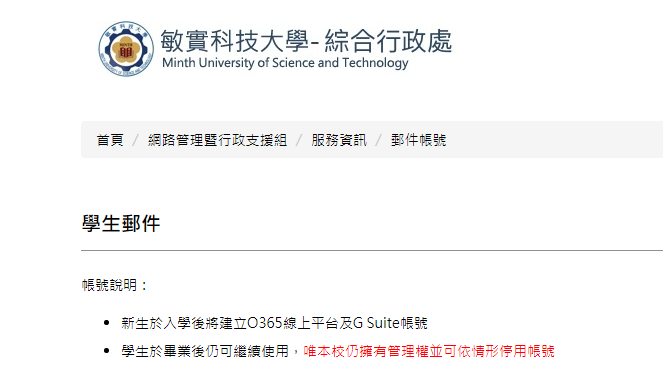 敏實科技大學-綜合行政處
Minth University of Science and Technology
首頁 / 網路管理暨行政支援組 / 服務資訊 / 郵件帳號
學生郵件
帳號說明：
• 新生於入學後將建立O365線上平台及G Suite帳號
• 學生於畢業後仍可繼續使用，唯本校仍擁有管理權並可依情形停用帳號